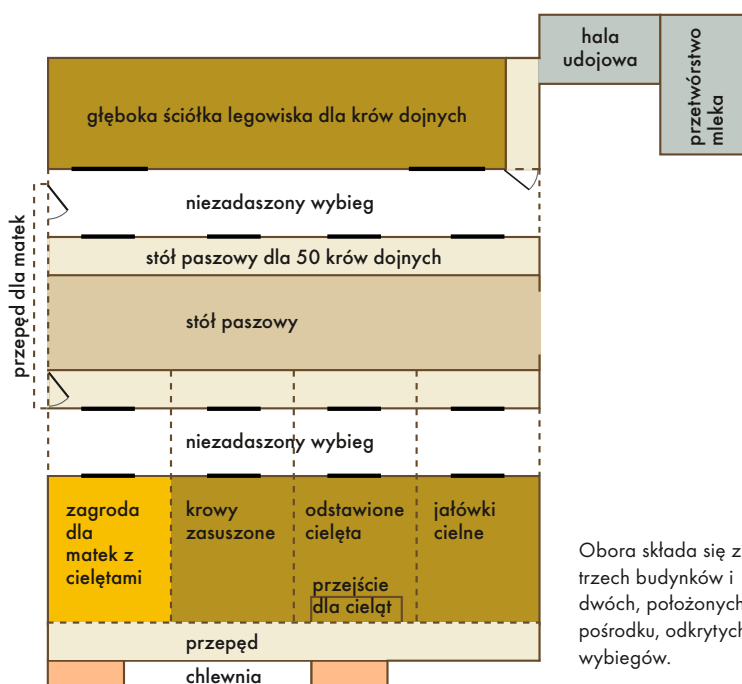 hala
udojowa
przetwórstwo
mleka
głęboka ściółka legowiska dla krów dojnych
niezadaszony wybieg
przepęd dla matek
stół paszowy dla 50 krów dojnych
stół paszowy
niezadaszony wybieg
zagroda
dla
matek z
cielętami
krowy
zasuszone
odstawione
cielęta
przejście
dla cieląt
jałówki
cielne
przepęd
chlewnia
Obora składa się z
trzech budynków i
dwóch, położonych
pośrodku, odkrytych
wybiegów.